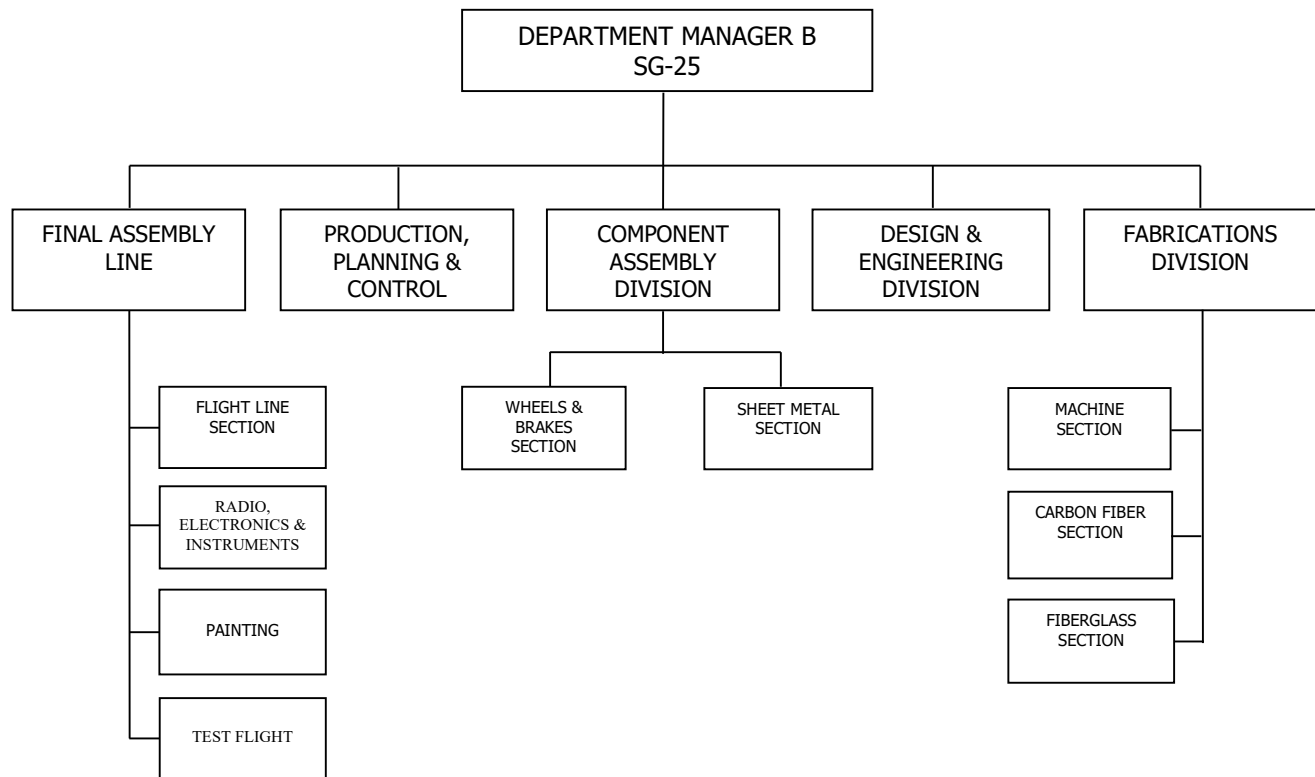 DEPARTMENT MANAGER B
SG-25
FINAL ASSEMBLY
LINE
PRODUCTION,
PLANNING &
CONTROL
COMPONENT
ASSEMBLY
DIVISION
DESIGN &
ENGINEERING
DIVISION
FABRICATIONS
DIVISION
FLIGHT LINE
SECTION
RADIO,
ELECTRONICS &
INSTRUMENTS
PAINTING
TEST FLIGHT
WHEELS &
BRAKES
SECTION
SHEET METAL
SECTION
MACHINE
SECTION
CARBON FIBER
SECTION
FIBERGLASS
SECTION